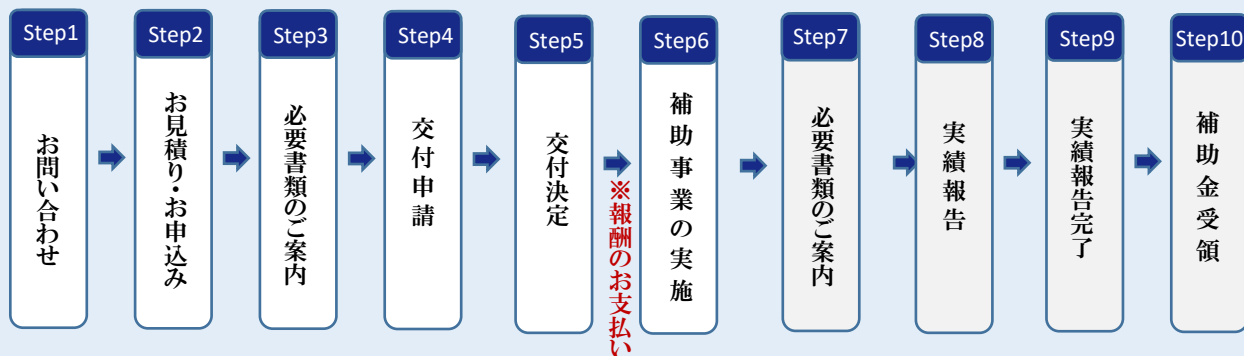 Step1
お問い合わせ
Step2
お見積り・お申込み
Step3
必要書類のご案内
Step4
交付申請
Step5
交付決定
※報酬のお支払い
Step6
補助事業の実施
Step7
必要書類のご案内
Step8
実績報告
Step9
実績報告完了
Step10
補助金受領